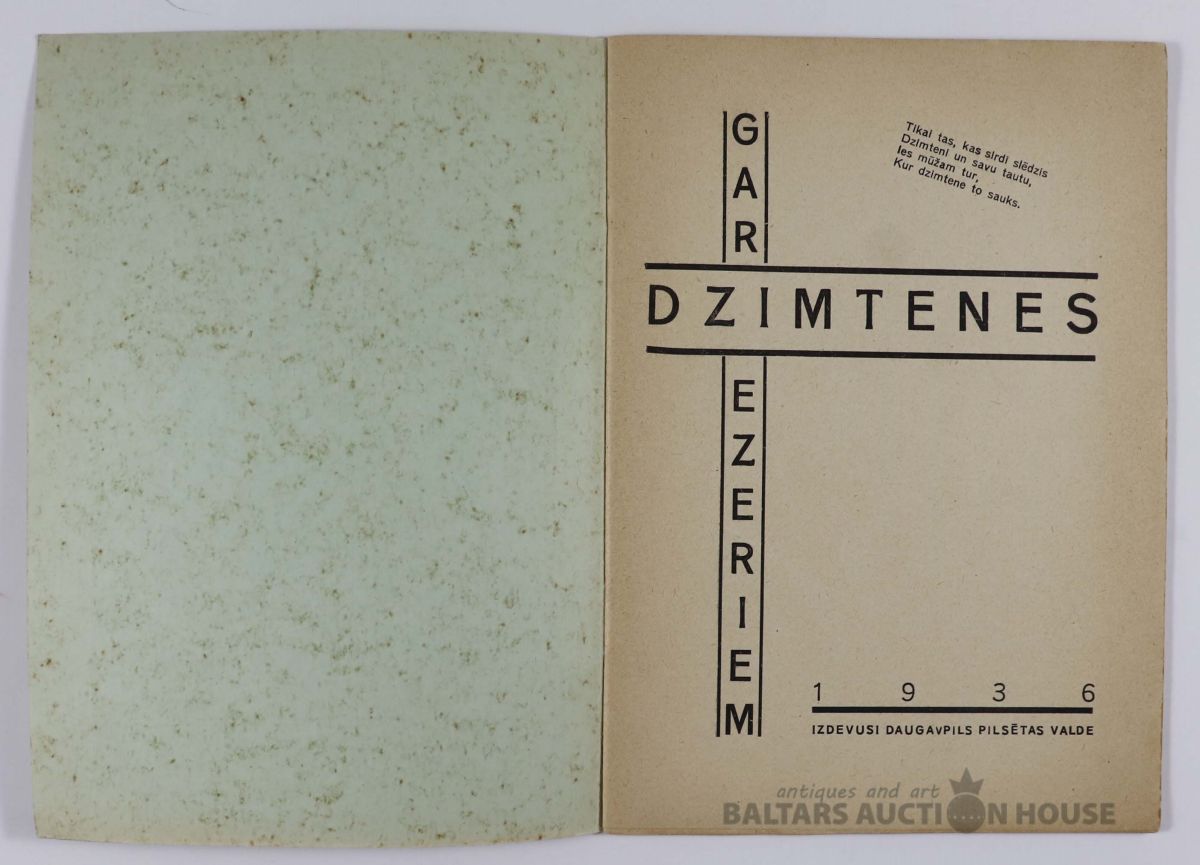 GAR
Tikai tas, kas sirdī slēdzis
Dzimteni un savu tautu,
Ies mūžam tur,
Kur dzimtene to sauks.
DZIMTENES
EZERIEM
1936
IZDEVUSI DAUGAVPILS PILSĒTAS VALDE
antiques and art
BALTARS AUCTION HOUSE